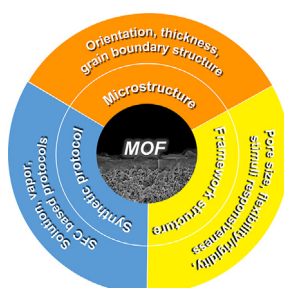 Orientation, thickness,
grain boundary structure
Microstructure
MOF
Synthetic protocol
Solution, vapor,
SFC based protocols
Framework structure
Pore size, flexibility/rigidity,
stimuli responsiveness